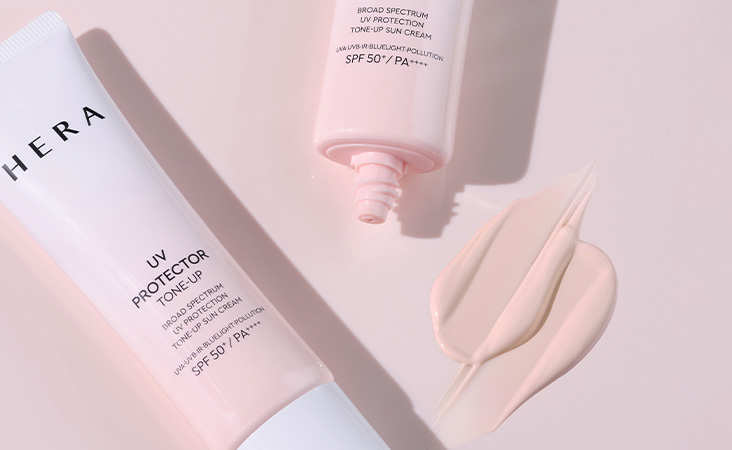 HERA
UV
PROTECTOR
TONE-UP
BROAD SPECTRUM
UV PROTECTION
TONE-UP SUN CREAM
UVA•UVB•IR•BLUELIGHT•POLLUTION
SPF 50+/ PA++++
BROAD SPECTRUM
UV PROTECTION
TONE-UP SUN CREAM
UVA•UVB•IR•BLUELIGHT•POLLUTION
SPF 50+/ PA++++